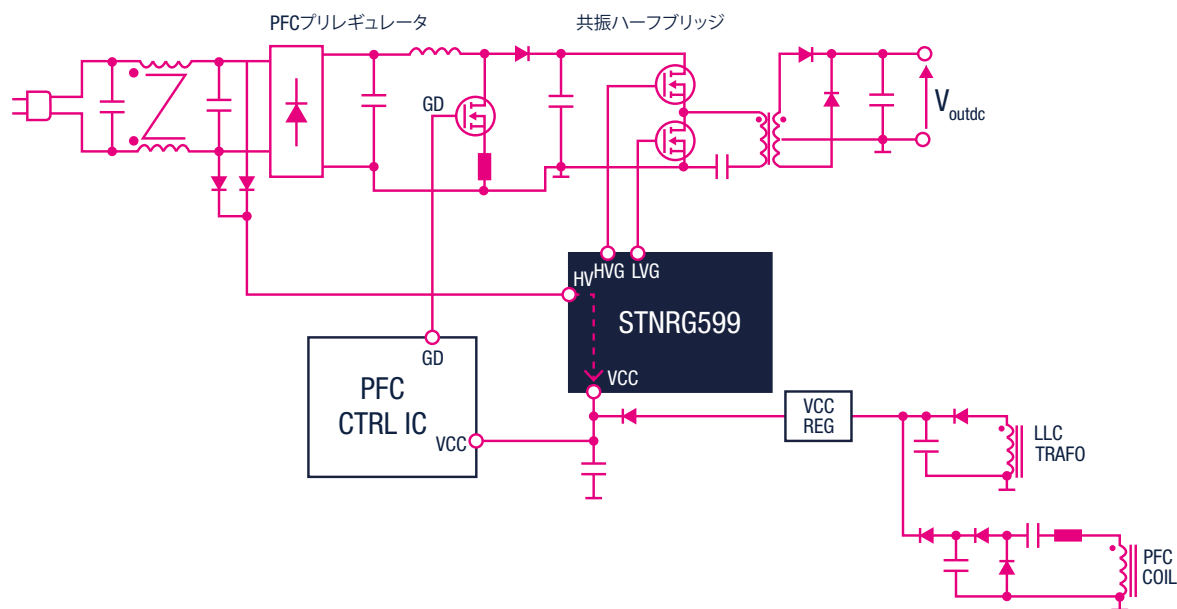 PFCプリレギュレータ
共振ハーフブリッジ
GD
V outdc
HV
HVG
LVG
STNRG599
VCC
GD
PFC
CTRL IC
VCC
VCC
REG
LLC
TRAFO
PFC
COIL